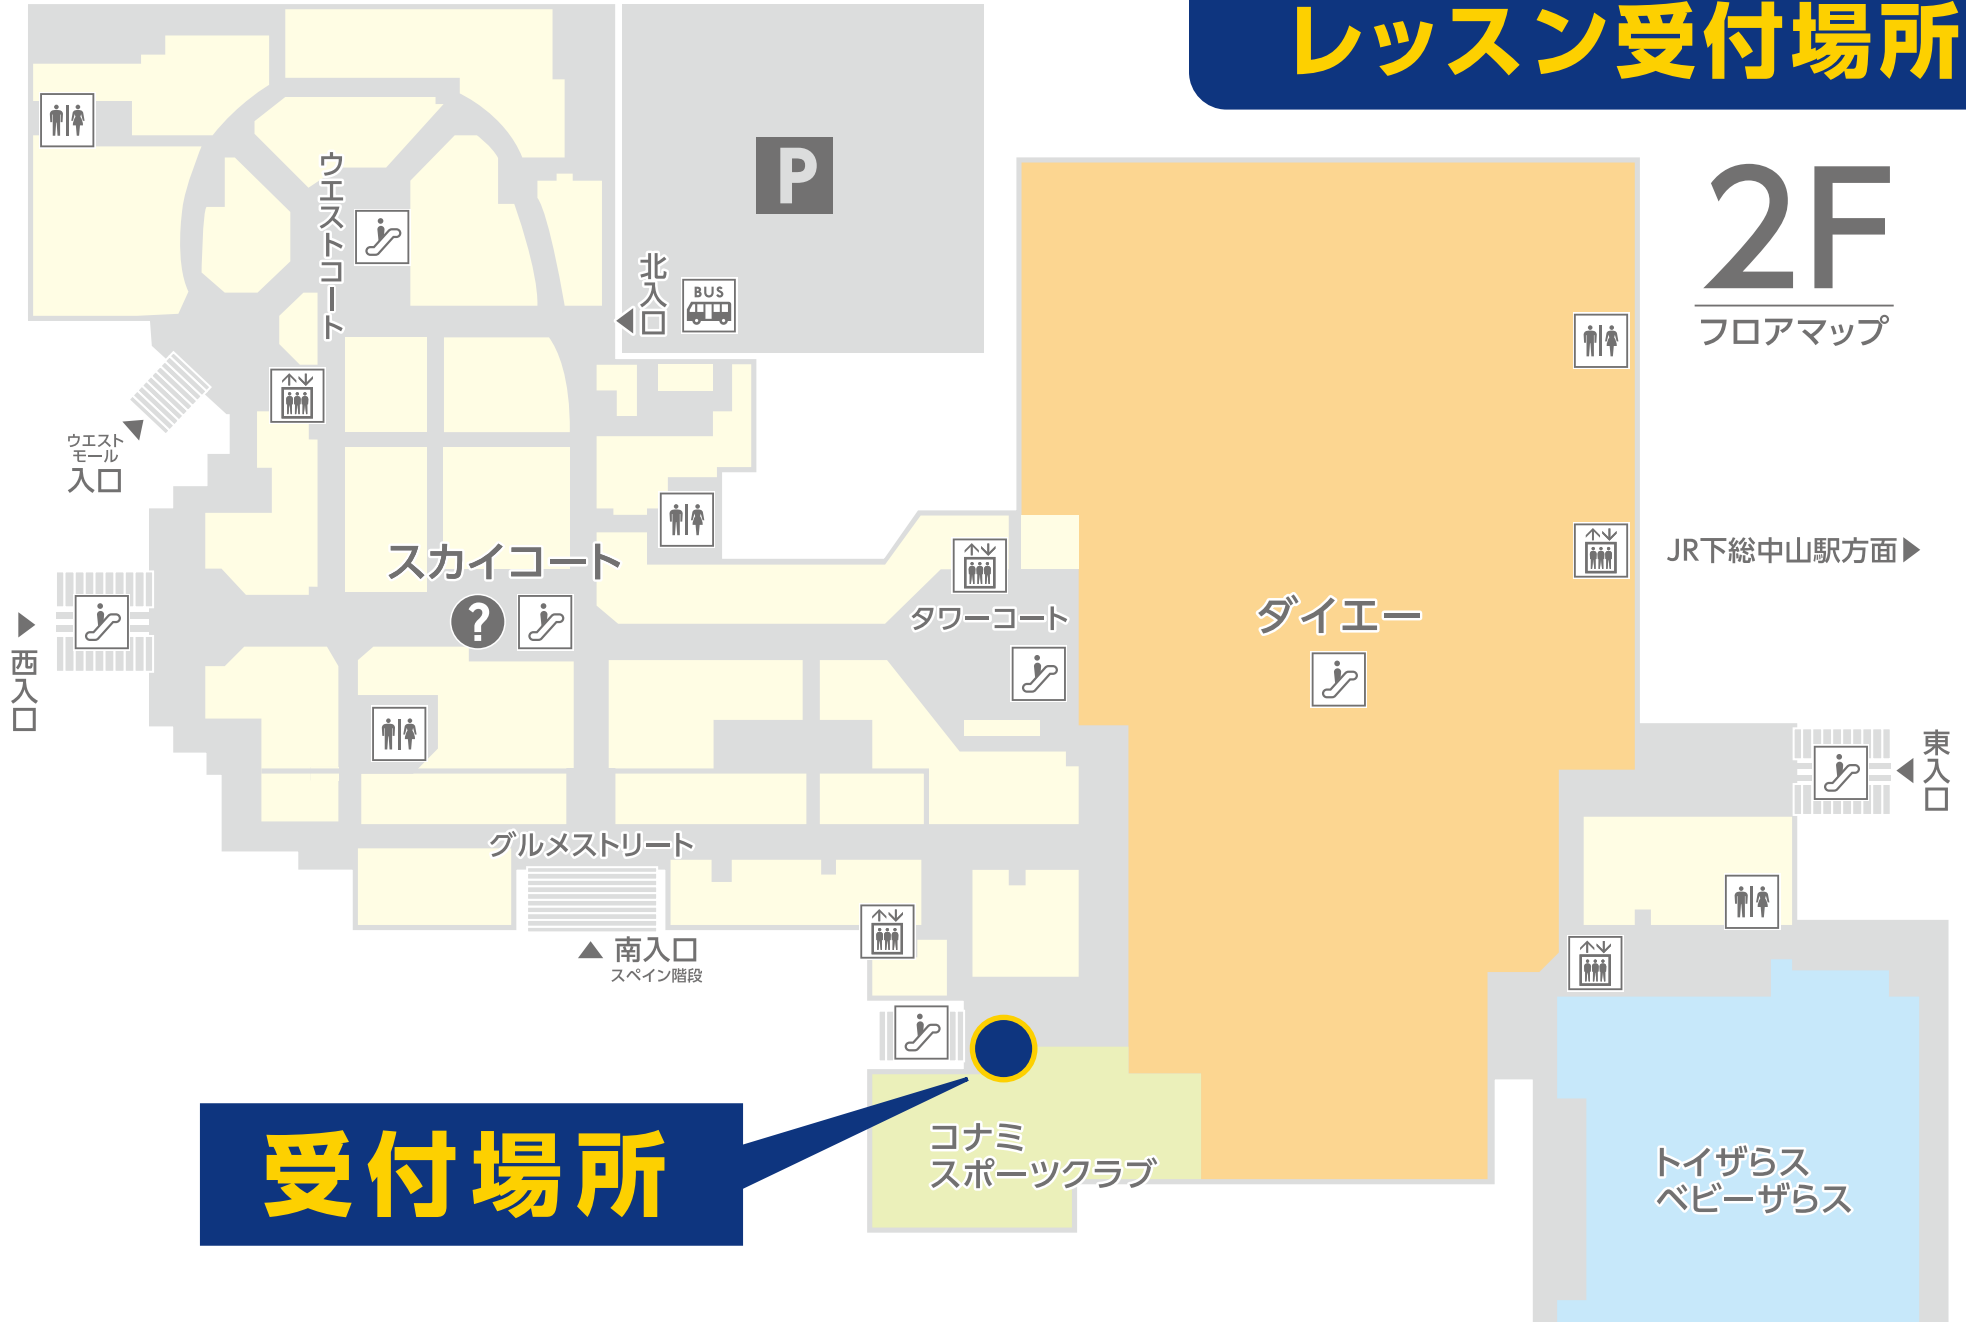 レッスン受付場所
2F
フロアマップ
P
ウエストコート
北入口
BUS
ウエスト
モール
入口
スカイコート
?
タワーコート
ダイエー
JR下総中山駅方面
西入口
東入口
グルメストリート
南入口
スペイン階段
受付場所
コナミ
スポーツクラブ
トイザらス
ベビーザらス